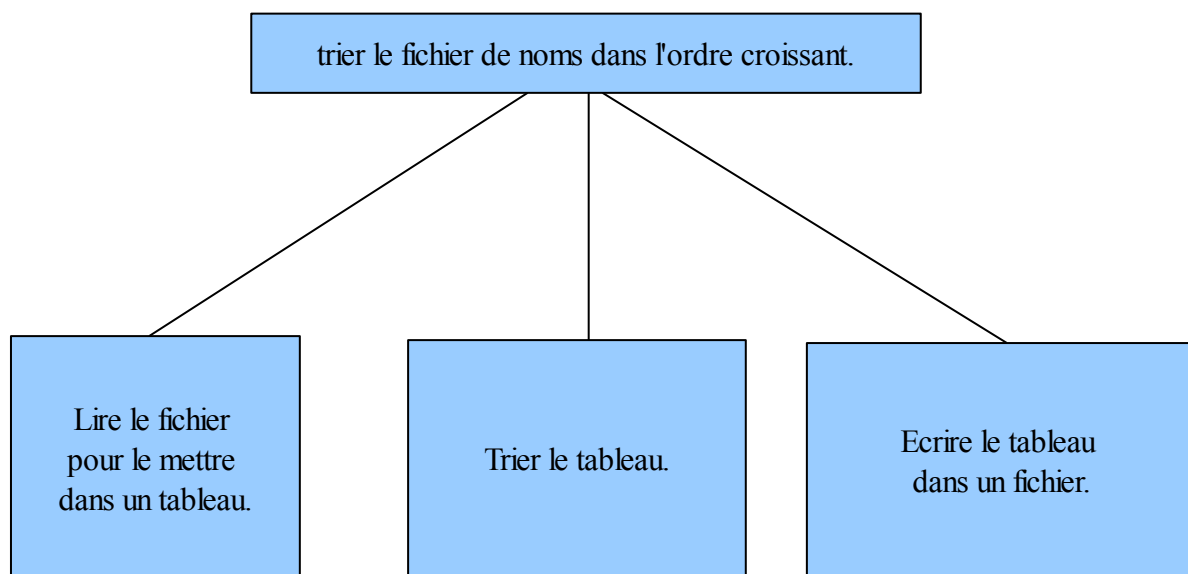 trier le fichier de noms dans l'ordre croissant.
Lire le fichier
pour le mettre
dans un tableau.
Trier le tableau.
Ecrire le tableau
dans un fichier.